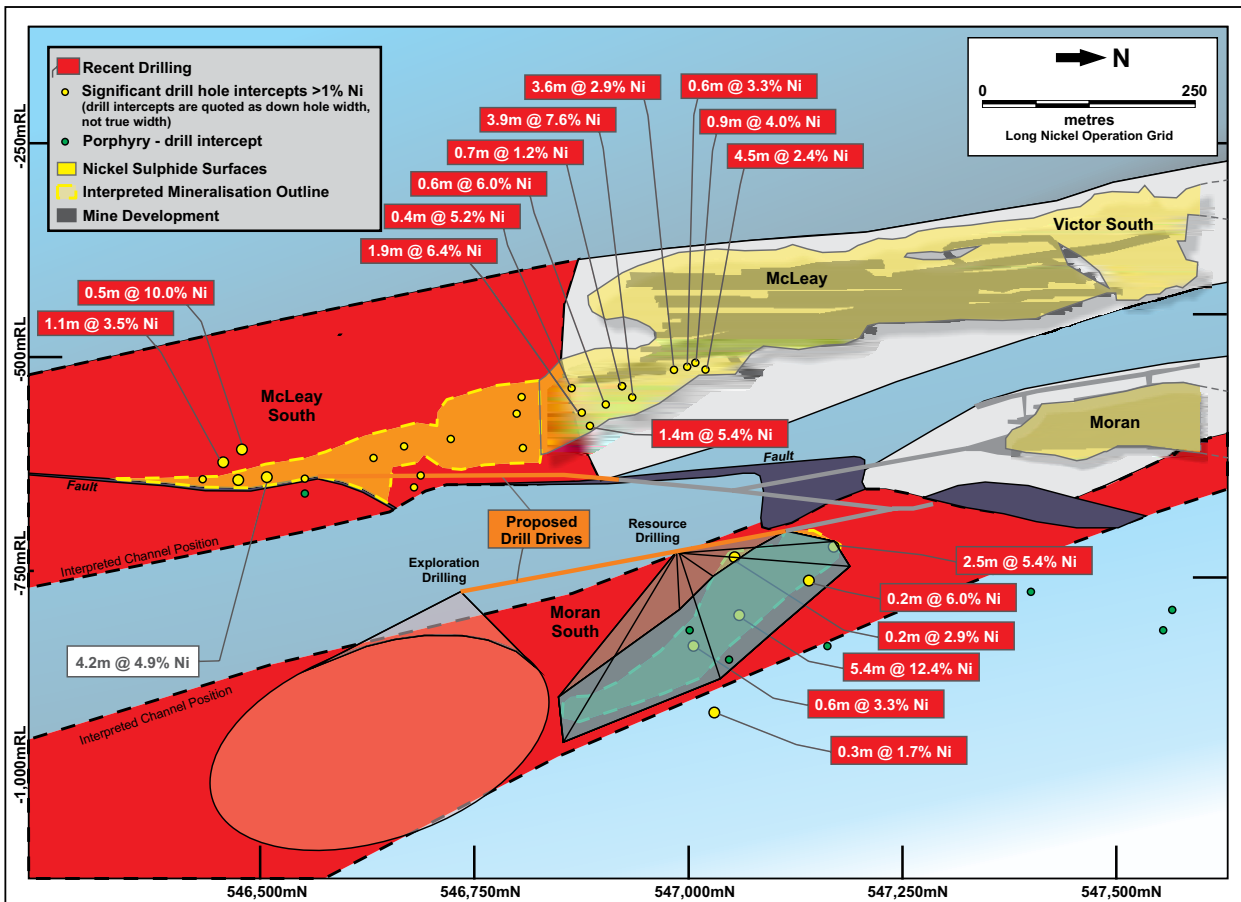 Recent Drilling
Significant drill hole intercepts >1% Ni
(drill intercepts are quoted as down hole width,
not true width)
Porphyry - drill intercept
Nickel Sulphide Surfaces
Interpreted Mineralisation Outline
Mine Development
N
0
250
metres
Long Nickel Operation Grid
3.6m @ 2.9% Ni
0.6m @ 3.3% Ni
3.9m @ 7.6% Ni
0.9m @ 4.0% Ni
0.7m @ 1.2% Ni
4.5m @ 2.4% Ni
0.6m @ 6.0% Ni
0.4m @ 5.2% Ni
1.9m @ 6.4% Ni
0.5m @ 10.0% Ni
1.1m @ 3.5% Ni
-250mRL
-500mRL
-750mRL
-1,000mRL
Victor South
McLeay
McLeay
South
Moran
1.4m @ 5.4% Ni
Fault
Fault
Interpreted Channel Position
Proposed
Drill Drives
Resource
Drilling
Exploration
Drilling
Moran
South
2.5m @ 5.4% Ni
0.2m @ 6.0% Ni
0.2m @ 2.9% Ni
5.4m @ 12.4% Ni
0.6m @ 3.3% Ni
0.3m @ 1.7% Ni
4.2m @ 4.9% Ni
Interpreted Channel Position
546,500mN
546,750mN
547,000mN
547,250mN
547,500mN